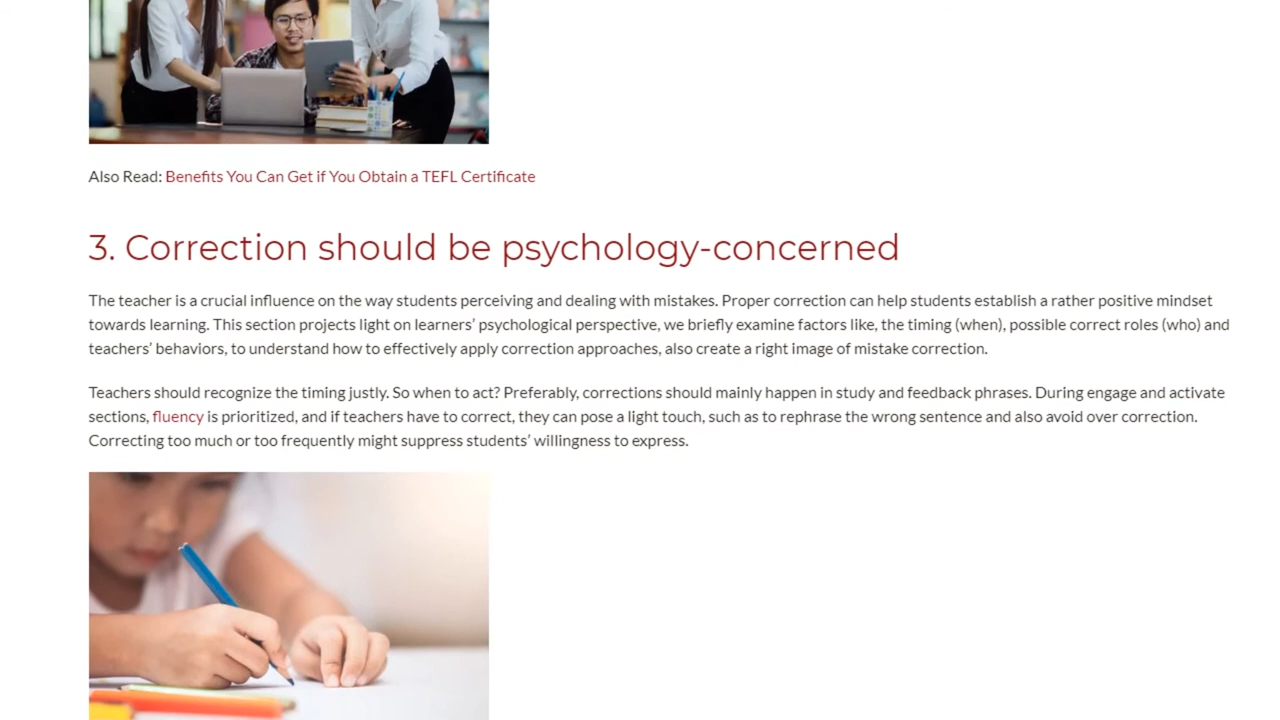 Also Read: Benefits You Can Get if You Obtain a TEFL Certificate
3. Correction should be psychology-concerned
The teacher is a crucial influence on the way students perceiving and dealing with mistakes. Proper correction can help students establish a rather positive mindset
towards learning. This section projects light on learners’ psychological perspective, we briefly examine factors like, the timing (when), possible correct roles (who) and
teachers’ behaviors, to understand how to effectively apply correction approaches, also create a right image of mistake correction.
Teachers should recognize the timing justly. So when to act? Preferably, corrections should mainly happen in study and feedback phrases. During engage and activate
sections, fluency is prioritized, and if teachers have to correct, they can pose a light touch, such as to rephrase the wrong sentence and also avoid over correction.
Correcting too much or too frequently might suppress students’ willingness to express.